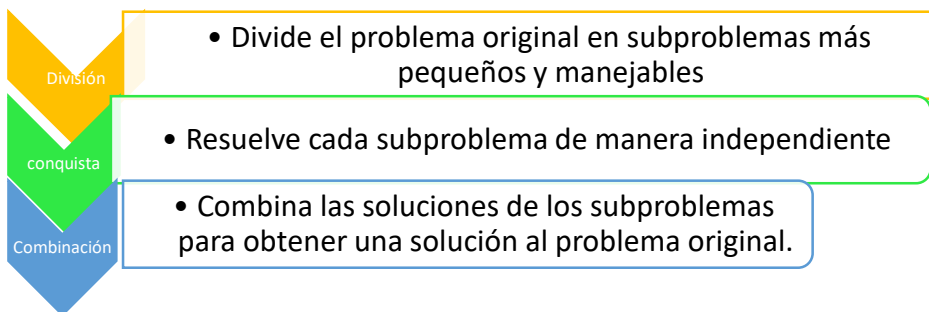 División
• Divide el problema original en subproblemas más
pequeños y manejables
conquista
• Resuelve cada subproblema de manera independiente
Combinación
• Combina las soluciones de los subproblemas
para obtener una solución al problema original.